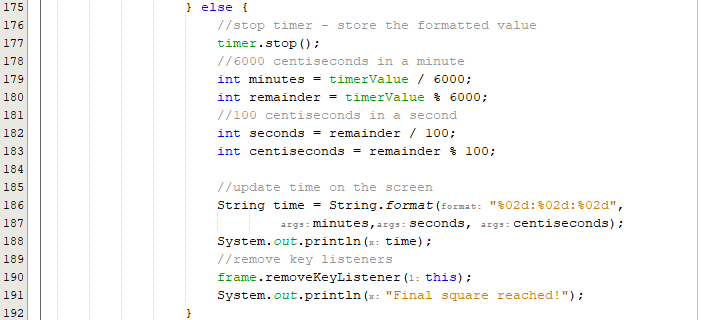 175 } else {
176 //stop timer - store the formatted value
177 timer.stop();
178 //6000 centiseconds in a minute
179 int minutes = timerValue / 6000;
180 int remainder = timerValue % 6000;
181 //100 centiseconds in a second
182 int seconds = remainder / 100;
183 int centiseconds = remainder % 100;
184
185 //update time on the screen
186 String time = String.format(format: "%02d:%02d:%02d",
187 args: minutes,args: seconds, args: centiseconds);
188 System.out.println(x: time);
189 //remove key listeners
190 frame.removeKeyListener(l: this);
191 System.out.println(x: "Final square reached!");
192 }